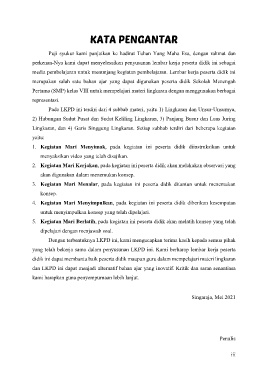 KATA PENGANTAR
Puji syukur kami panjatkan ke hadirat Tuhan Yang Maha Esa, dengan rahmat dan
perkenan-Nya kami dapat menyelesaikan penyusunan lembar kerja peserta didik ini sebagai
media pembelajaran untuk menunjang kegiatan pembelajaran. Lembar kerja peserta didik ini
merupakan salah satu bahan ajar yang dapat digunakan peserta didik Sekolah Menengah
Pertama (SMP) kelas VIII untuk mempelajari materi lingkaran dengan menggunakan berbagai
representasi.
Pada LKPD ini terdiri dari 4 subbab materi, yaitu 1) Lingkaran dan Unsur-Unsurnya,
2) Hubungan Sudut Pusat dan Sudut Keliling Lingkaran, 3) Panjang Busur dan Luas Juring
Lingkaran, dan 4) Garis Singgung Lingkaran. Setiap subbab terdiri dari beberapa kegiatan
yaitu:
1. Kegiatan Mari Menyimak, pada kegiatan ini peserta didik diinstruksikan untuk
menyaksikan video yang telah disajikan.
2. Kegiatan Mari Kerjakan, pada kegiatan ini peserta didik akan melakukan observasi yang
akan digunakan dalam menemukan konsep.
3. Kegiatan Mari Menalar, pada kegiatan ini peserta didik dituntun untuk menemukan
konsep.
4. Kegiatan Mari Menyimpulkan, pada kegiatan ini peserta didik diberikan kesempatan
untuk menyimpulkan konsep yang telah dipelajari.
5. Kegiatan Mari Berlatih, pada kegiatan ini peserta didik akan melatih konsep yang telah
dipelajari dengan menjawab soal.
Dengan terbentuknya LKPD ini, kami mengucapkan terima kasih kepada semua pihak
yang telah bekerja sama dalam penyusunan LKPD ini. Kami berharap lembar kerja peserta
didik ini dapat membantu baik peserta didik maupun guru dalam mempelajari materi lingkaran
dan LKPD ini dapat menjadi alternatif bahan ajar yang inovatif. Kritik dan saran senantiasa
kami harapkan guna penyempurnaan lebih lanjut.
Singaraja, Mei 2023
Penulis